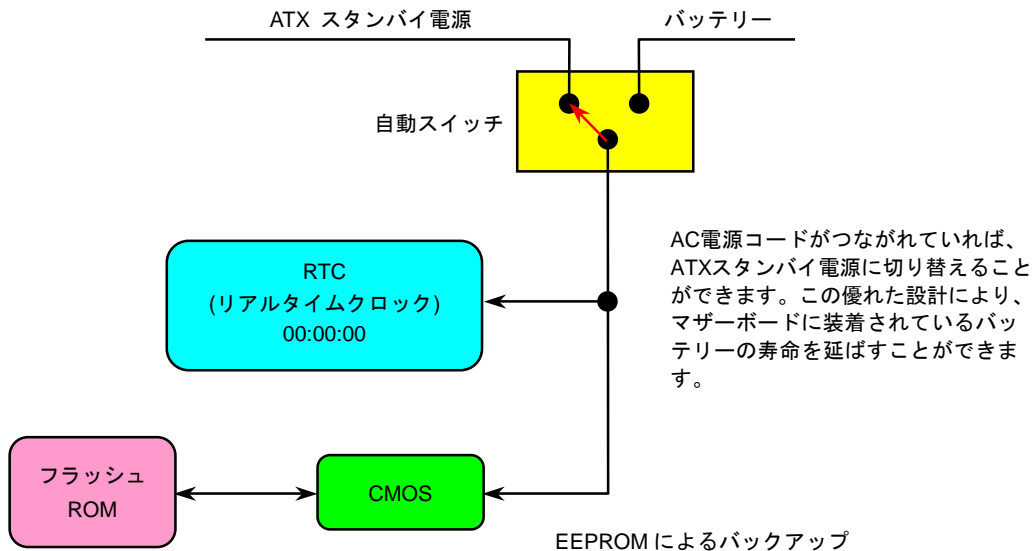 ATX スタンバイ電源
バッテリー
自動スイッチ
AC電源コードがつながれていれば、
ATXスタンバイ電源に切り替えること
ができます。この優れた設計により、
マザーボードに装着されているバッ
テリーの寿命を延ばすことができま
す。
RTC
(リアルタイムクロック)
00:00:00
フラッシュ
ROM
CMOS
EEPROM によるバックアップ